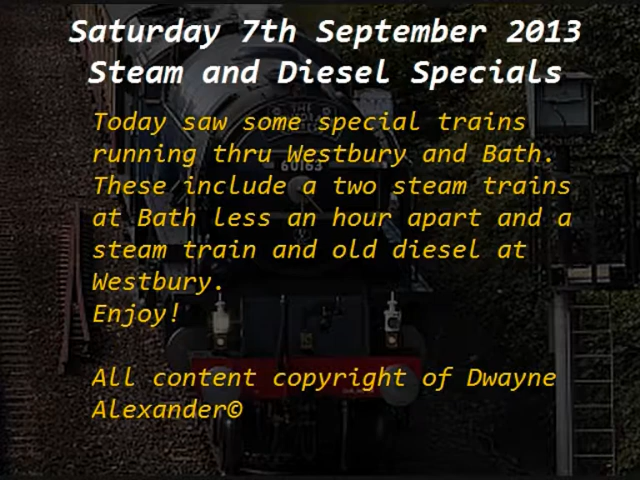 Saturday 7th September 2013
Steam and Diesel Specials
Today saw some special trains
running thru Westbury and Bath.
These include a two steam trains
at Bath less an hour apart and a
steam train and old diesel at
Westbury.
Enjoy!
All content copyright of Dwayne
Alexander©
THE
60163